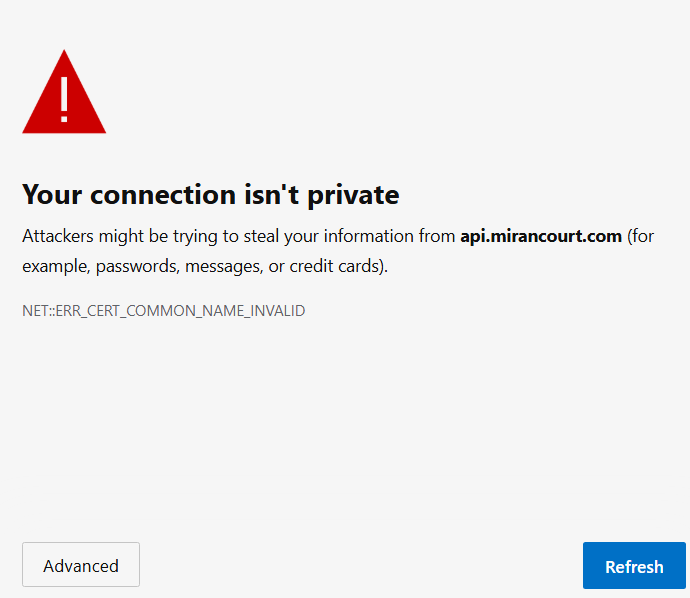 Your connection isn't private
Attackers might be trying to steal your information from api.mirancourt.com (for
example, passwords, messages, or credit cards).
NET::ERR_CERT_COMMON_NAME_INVALID
Advanced
Refresh